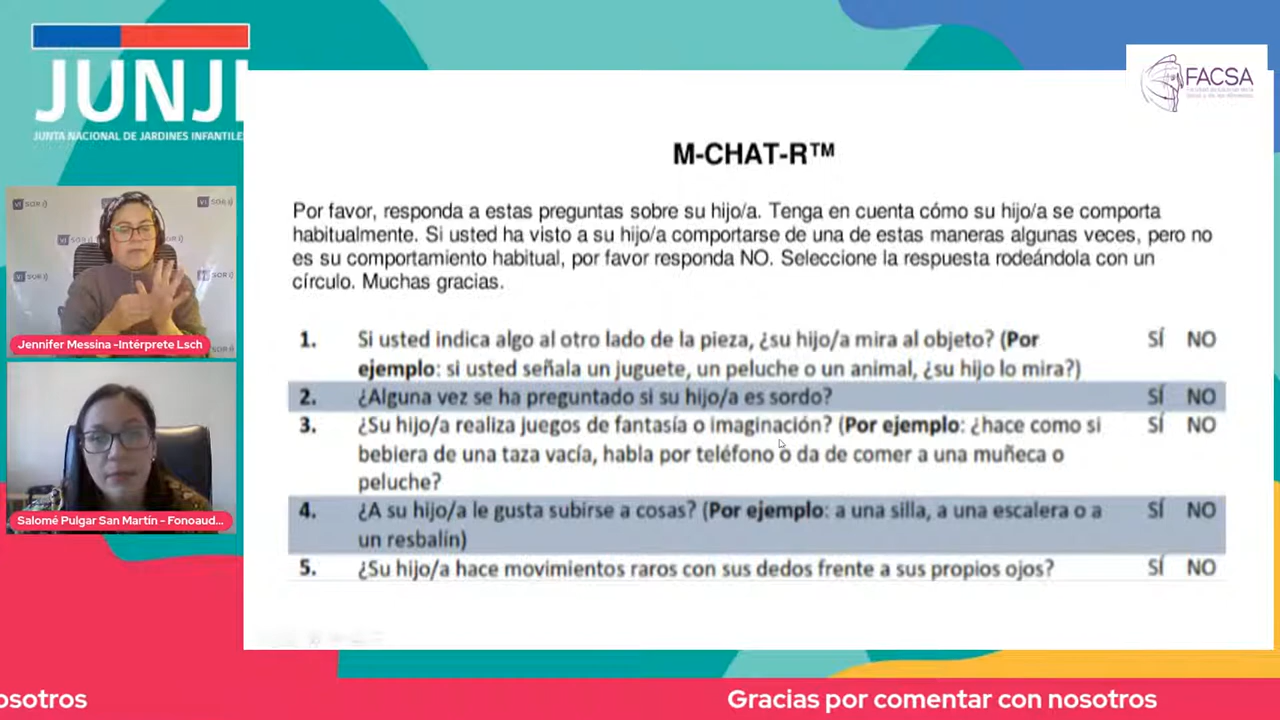 JUNJI
JUNTA NACIONAL DE JARDINES INFANTILES
FACSA
M-CHAT-R™
Por favor, responda a estas preguntas sobre su hijo/a. Tenga en cuenta cómo su hijo/a se comporta
habitualmente. Si usted ha visto a su hijo/a comportarse de una de estas maneras algunas veces, pero no
es su comportamiento habitual, por favor responda NO. Seleccione la respuesta rodeándola con un
círculo. Muchas gracias.
1. Si usted indica algo al otro lado de la pieza, ¿su hijo/a mira al objeto? (Por SÍ NO
ejemplo: si usted señala un juguete, un peluche o un animal, ¿su hijo lo mira?)
2. ¿Alguna vez se ha preguntado si su hijo/a es sordo? SÍ NO
3. ¿Su hijo/a realiza juegos de fantasía o imaginación? (Por ejemplo: ¿hace como si SÍ NO
bebiera de una taza vacía, habla por teléfono o da de comer a una muñeca o
peluche?
4. ¿A su hijo/a le gusta subirse a cosas? (Por ejemplo: a una silla, a una escalera o a SÍ NO
un resbalín)
5. ¿Su hijo/a hace movimientos raros con sus dedos frente a sus propios ojos? SÍ NO
Jennifer Messina -Intérprete Lsch
Salomé Pulgar San Martín - Fonoaud...
osotros
Gracias por comentar con nosotros